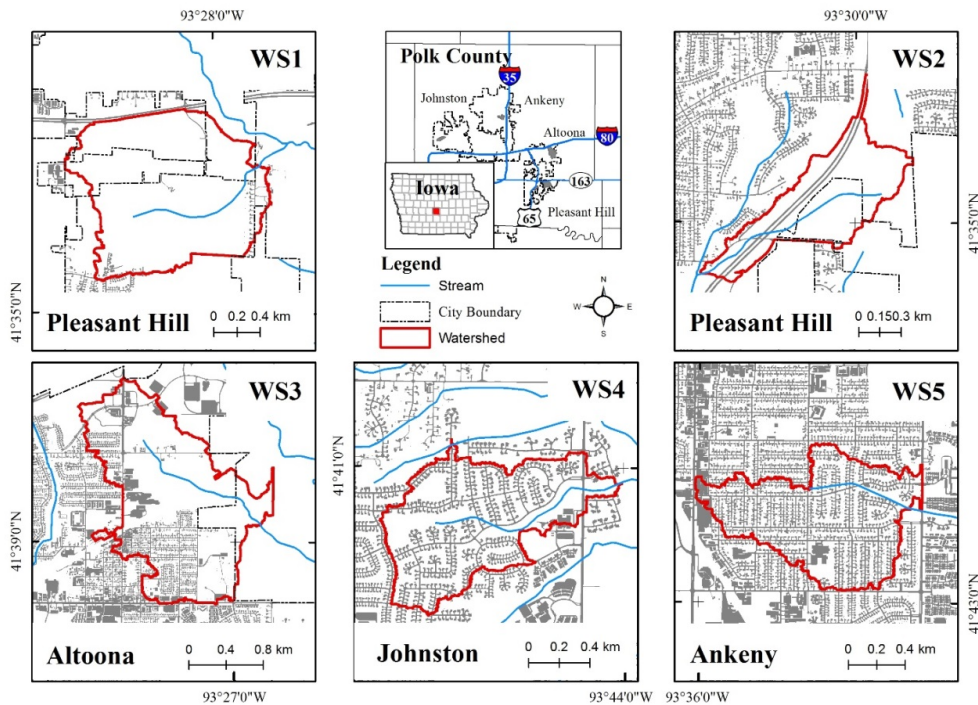 93°28'0"W
93°30'0"W
WS1
Pleasant Hill
0 0.2 0.4 km
41°35'0"N
Polk County
35
Johnston
Ankeny
Altoona
80
Iowa
163
65
Pleasant Hill
Legend
Stream
City Boundary
Watershed
N
W
E
S
WS2
Pleasant Hill
0 0.150.3 km
41°35'0"N
WS3
Altoona
0 0.4 0.8 km
41°39'0"N
93°27'0"W
WS4
Johnston
0 0.2 0.4 km
41°41'0"N
93°44'0"W
WS5
Ankeny
0 0.2 0.4 km
41°43'0"N
93°36'0"W